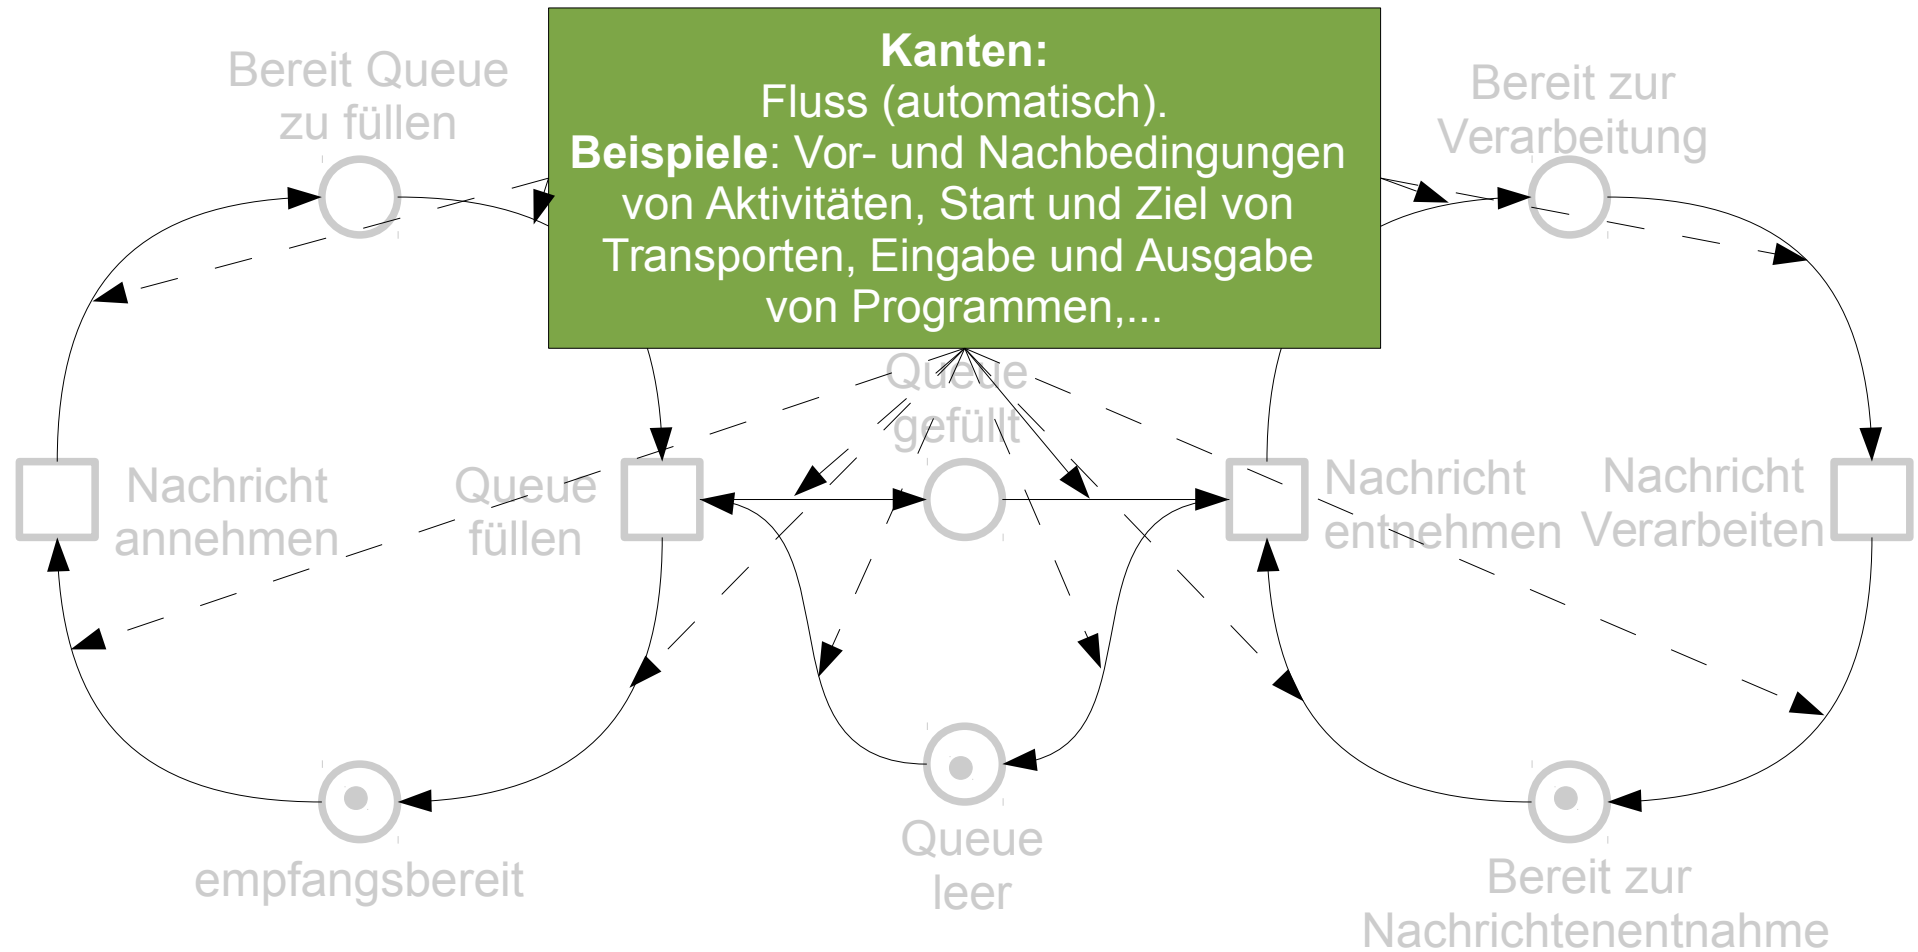 Kanten:
Fluss (automatisch).
Beispiele: Vor- und Nachbedingungen
von Aktivitäten, Start und Ziel von
Transporten, Eingabe und Ausgabe
von Programmen,...
Bereit Queue
zu füllen
Bereit zur
Verarbeitung
Queue
gefüllt
Nachricht
annehmen
Queue
füllen
Nachricht
entnehmen
Nachricht
Verarbeiten
empfangsbereit
Queue
leer
Bereit zur
Nachrichtenentnahme